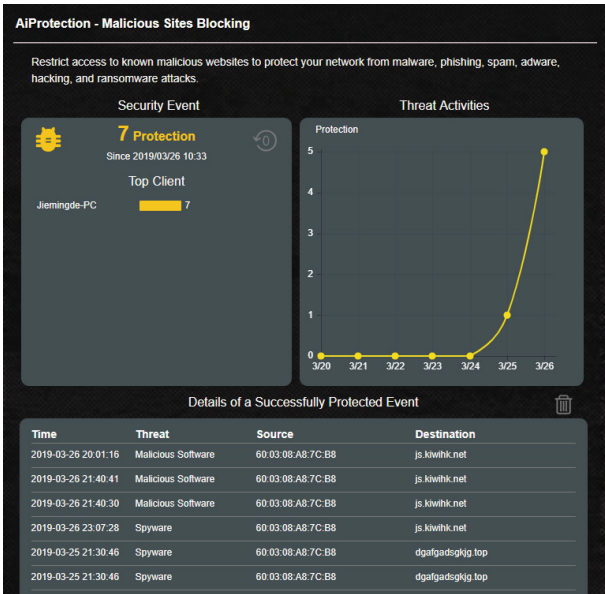 AiProtection - Malicious Sites Blocking
Restrict access to known malicious websites to protect your network from malware, phishing, spam, adware,
hacking, and ransomware attacks.
Security Event
7 Protection
0
Since 2019/03/26 10:33
Top Client
Jiemingde-PC 7
Threat Activities
Protection
5
4
3
2
1
0
3/20 3/21 3/22 3/23 3/24 3/25 3/26
Details of a Successfully Protected Event
Time Threat Source Destination
2019-03-26 20:01:16 Malicious Software 60:03:08:A8:7C:B8 js.kiwihk.net
2019-03-26 21:40:41 Malicious Software 60:03:08:A8:7C:B8 js.kiwihk.net
2019-03-26 21:40:30 Malicious Software 60:03:08:A8:7C:B8 js.kiwihk.net
2019-03-26 23:07:28 Spyware 60:03:08:A8:7C:B8 js.kiwihk.net
2019-03-25 21:30:46 Spyware 60:03:08:A8:7C:B8 dgafgadsgkjg.top
2019-03-25 21:30:46 Spyware 60:03:08:A8:7C:B8 dgafgadsgkjg.top